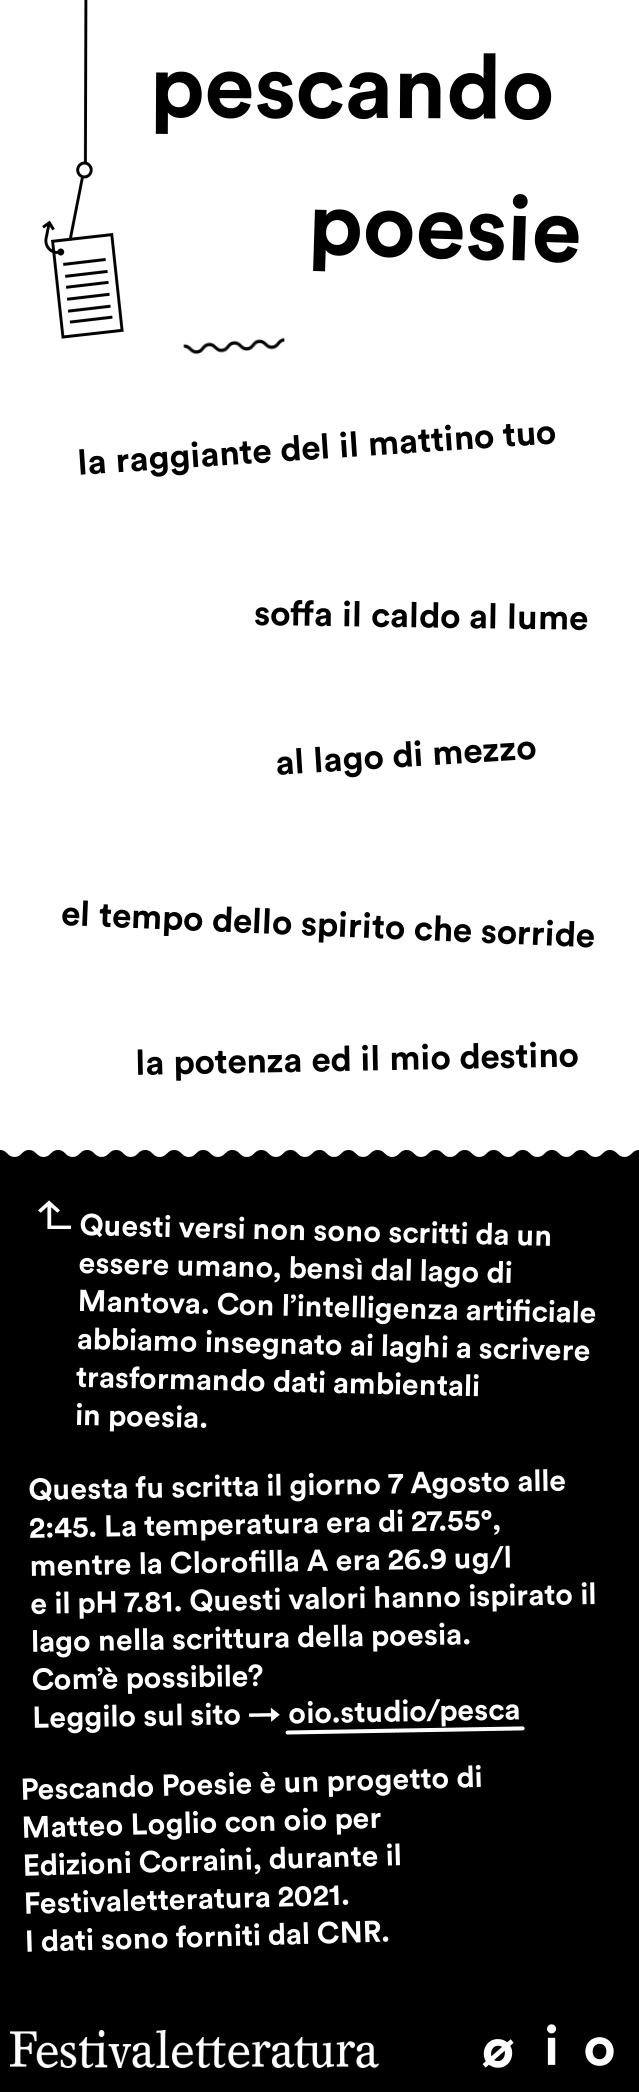 pescando
poesie
la raggiante del il mattino tuo
soffa il caldo al lume
al lago di mezzo
el tempo dello spirito che sorride
la potenza ed il mio destino
Questi versi non sono scritti da un
essere umano, bensì dal lago di
Mantova. Con l’intelligenza artificiale
abbiamo insegnato ai laghi a scrivere
trasformando dati ambientali
in poesia.
Questa fu scritta il giorno 7 Agosto alle
2:45. La temperatura era di 27.55°,
mentre la Clorofilla A era 26.9 ug/l
e il pH 7.81. Questi valori hanno ispirato il
lago nella scrittura della poesia.
Com’è possibile?
Leggilo sul sito → oio.studio/pesca
Pescando Poesie è un progetto di
Matteo Loglio con oio per
Edizioni Corraini, durante il
Festivaletteratura 2021.
I dati sono forniti dal CNR.
Festivaletteratura ø i o